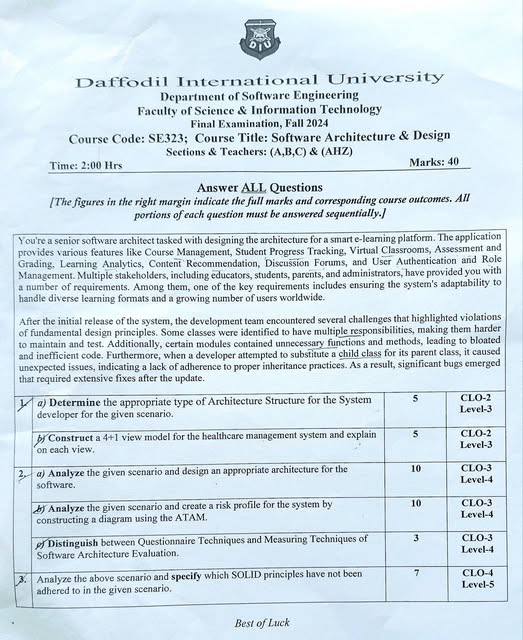 DIU
Daffodil International University
Department of Software Engineering
Faculty of Science & Information Technology
Final Examination, Fall 2024
Course Code: SE323; Course Title: Software Architecture & Design
Sections & Teachers: (A,B,C) & (AHZ)
Time: 2:00 Hrs
Marks: 40
Answer ALL Questions
[The figures in the right margin indicate the full marks and corresponding course outcomes. All
portions of each question must be answered sequentially.]
You're a senior software architect tasked with designing the architecture for a smart e-learning platform. The application
provides various features like Course Management, Student Progress Tracking, Virtual Classrooms, Assessment and
Grading, Learning Analytics, Content Recommendation, Discussion Forums, and User Authentication and Role
Management. Multiple stakeholders, including educators, students, parents, and administrators, have provided you with
a number of requirements. Among them, one of the key requirements includes ensuring the system's adaptability to
handle diverse learning formats and a growing number of users worldwide.
After the initial release of the system, the development team encountered several challenges that highlighted violations
of fundamental design principles. Some classes were identified to have multiple responsibilities, making them harder
to maintain and test. Additionally, certain modules contained unnecessary functions and methods, leading to bloated
and inefficient code. Furthermore, when a developer attempted to substitute a child class for its parent class, it caused
unexpected issues, indicating a lack of adherence to proper inheritance practices. As a result, significant bugs emerged
that required extensive fixes after the update.
1. a) Determine the appropriate type of Architecture Structure for the System 5 CLO-2
developer for the given scenario. Level-3
b) Construct a 4+1 view model for the healthcare management system and explain 5 CLO-2
on each view. Level-3
2. a) Analyze the given scenario and design an appropriate architecture for the 10 CLO-3
software. Level-4
b) Analyze the given scenario and create a risk profile for the system by 10 CLO-3
constructing a diagram using the ATAM. Level-4
c) Distinguish between Questionnaire Techniques and Measuring Techniques of 3 CLO-3
Software Architecture Evaluation. Level-4
3. Analyze the above scenario and specify which SOLID principles have not been 7 CLO-4
adhered to in the given scenario. Level-5
Best of Luck